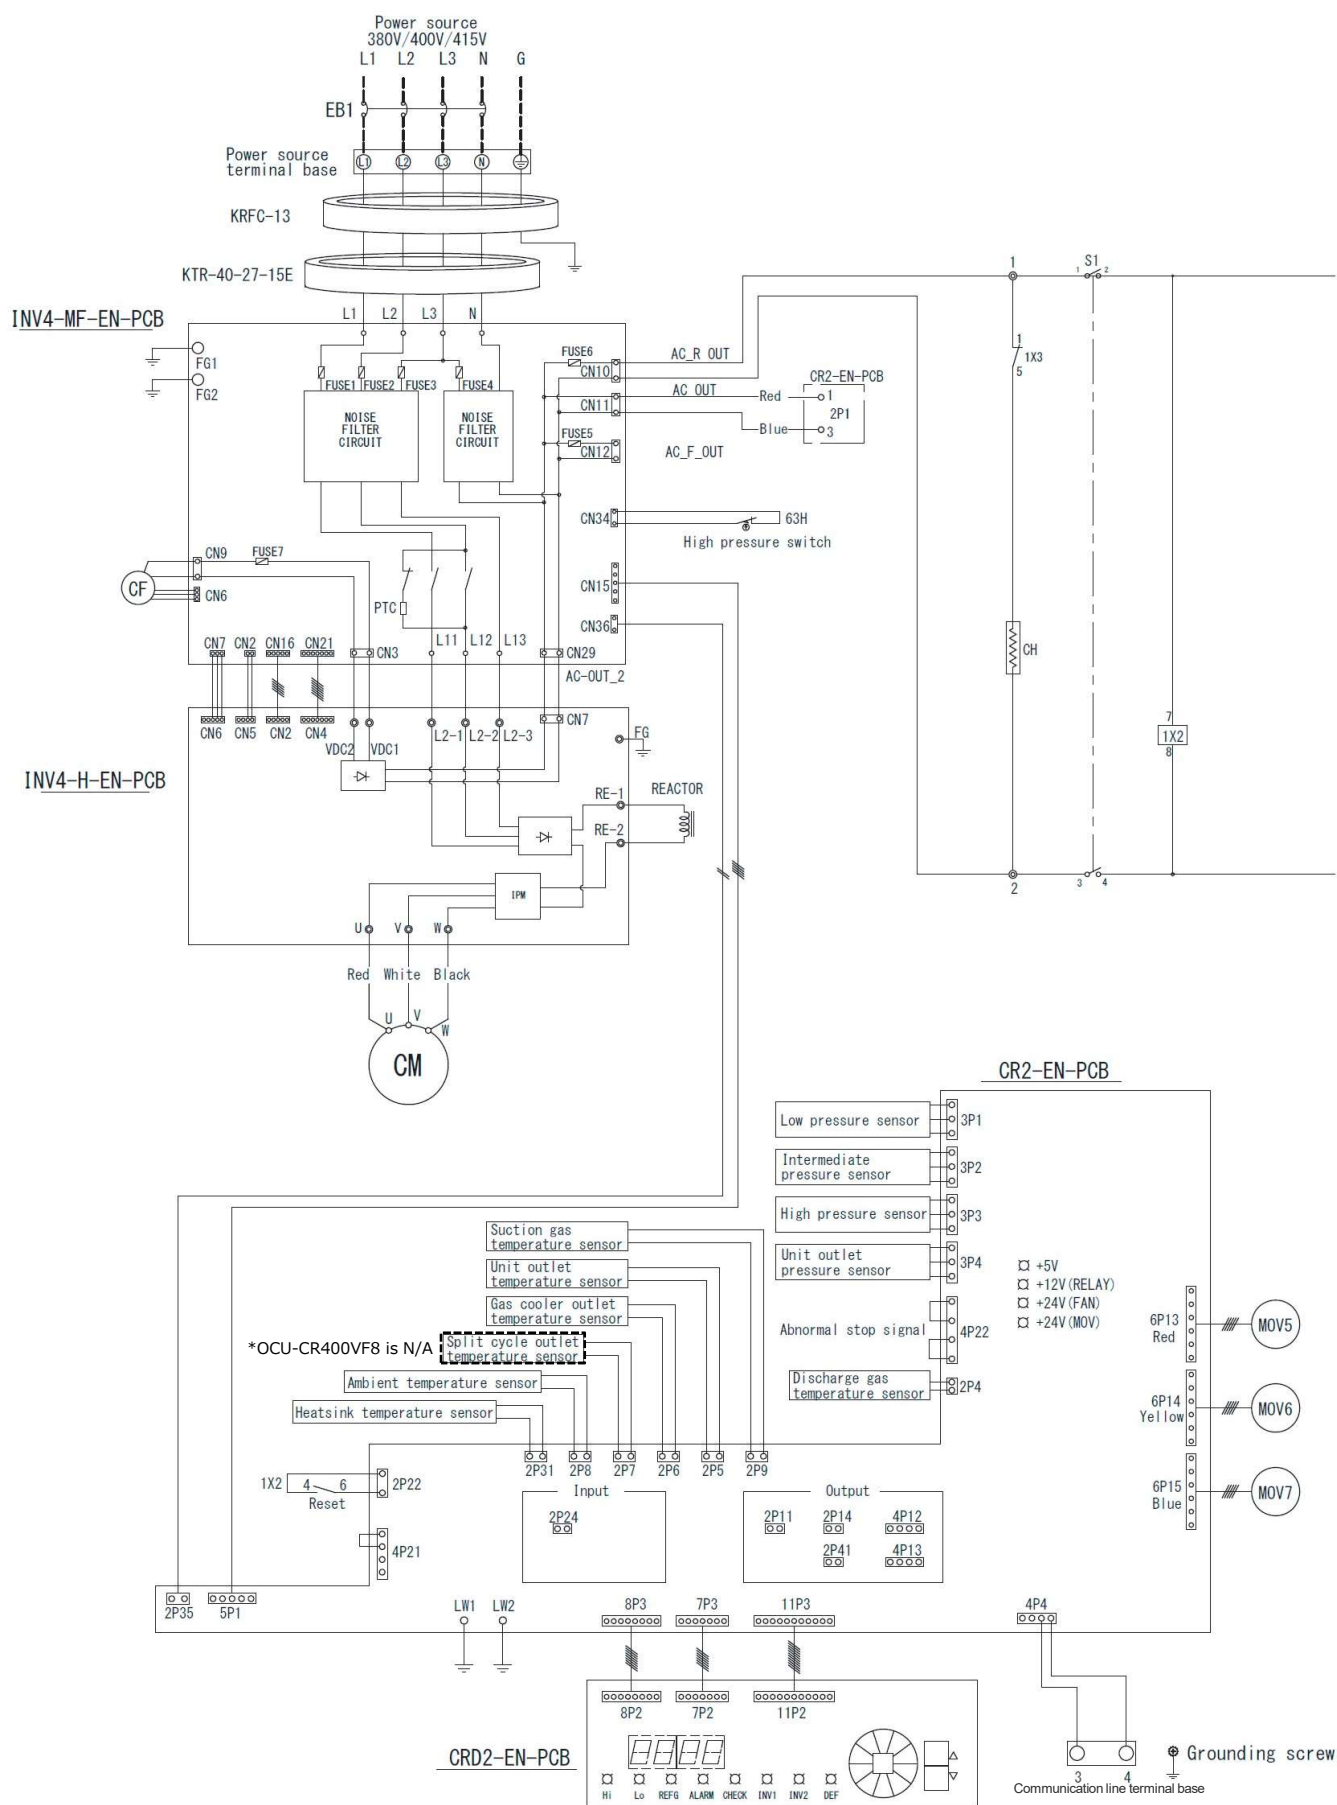 Power source
380V/400V/415V
L1 L2 L3 N G
EB1
Power source
terminal base
L1 L2 L3 N
KRFC-13
KTR-40-27-15E
L1 L2 L3 N
INV4-MF-EN-PCB
FG1
FG2
FUSE1 FUSE2 FUSE3 FUSE4
NOISE
FILTER
CIRCUIT
NOISE
FILTER
CIRCUIT
FUSE6
CN10
AC_R OUT
CN11
AC OUT
FUSE5
CN12
AC_F_OUT
Red
Blue
CR2-EN-PCB
1
2P1
3
CN34
63H
High pressure switch
CN15
CN36
CN9
FUSE7
CF
CN6
PTC
CN7 CN2 CN16 CN21
CN3
L11 L12 L13
CN29
AC-OUT_2
1
S1
1 2
1
1X3
5
CH
7
1X2
8
2
3 4
CN6 CN5 CN2 CN4
VDC2 VDC1
L2-1 L2-2 L2-3
CN7
FG
INV4-H-EN-PCB
RE-1
REACTOR
RE-2
IPM
U V W
Red White Black
U V W
CM
CR2-EN-PCB
Low pressure sensor
3P1
Intermediate
pressure sensor
3P2
High pressure sensor
3P3
Unit outlet
pressure sensor
3P4
Abnormal stop signal
4P22
Discharge gas
temperature sensor
2P4
+5V
+12V(RELAY)
+24V(FAN)
+24V(MOV)
6P13
Red
MOV5
6P14
Yellow
MOV6
6P15
Blue
MOV7
Suction gas
temperature sensor
Unit outlet
temperature sensor
Gas cooler outlet
temperature sensor
*OCU-CR400VF8 is N/A
Split cycle outlet
temperature sensor
Ambient temperature sensor
Heatsink temperature sensor
2P31 2P8 2P7 2P6 2P5 2P9
1X2
4 6
Reset
2P22
4P21
Input
2P24
Output
2P11 2P14 4P12
2P41 4P13
2P35 5P1
LW1 LW2
8P3 7P3 11P3
4P4
8P2 7P2 11P2
CRD2-EN-PCB
Hi Lo REFG ALARM CHECK INV1 INV2 DEF
3 4
Communication line terminal base
Grounding screw